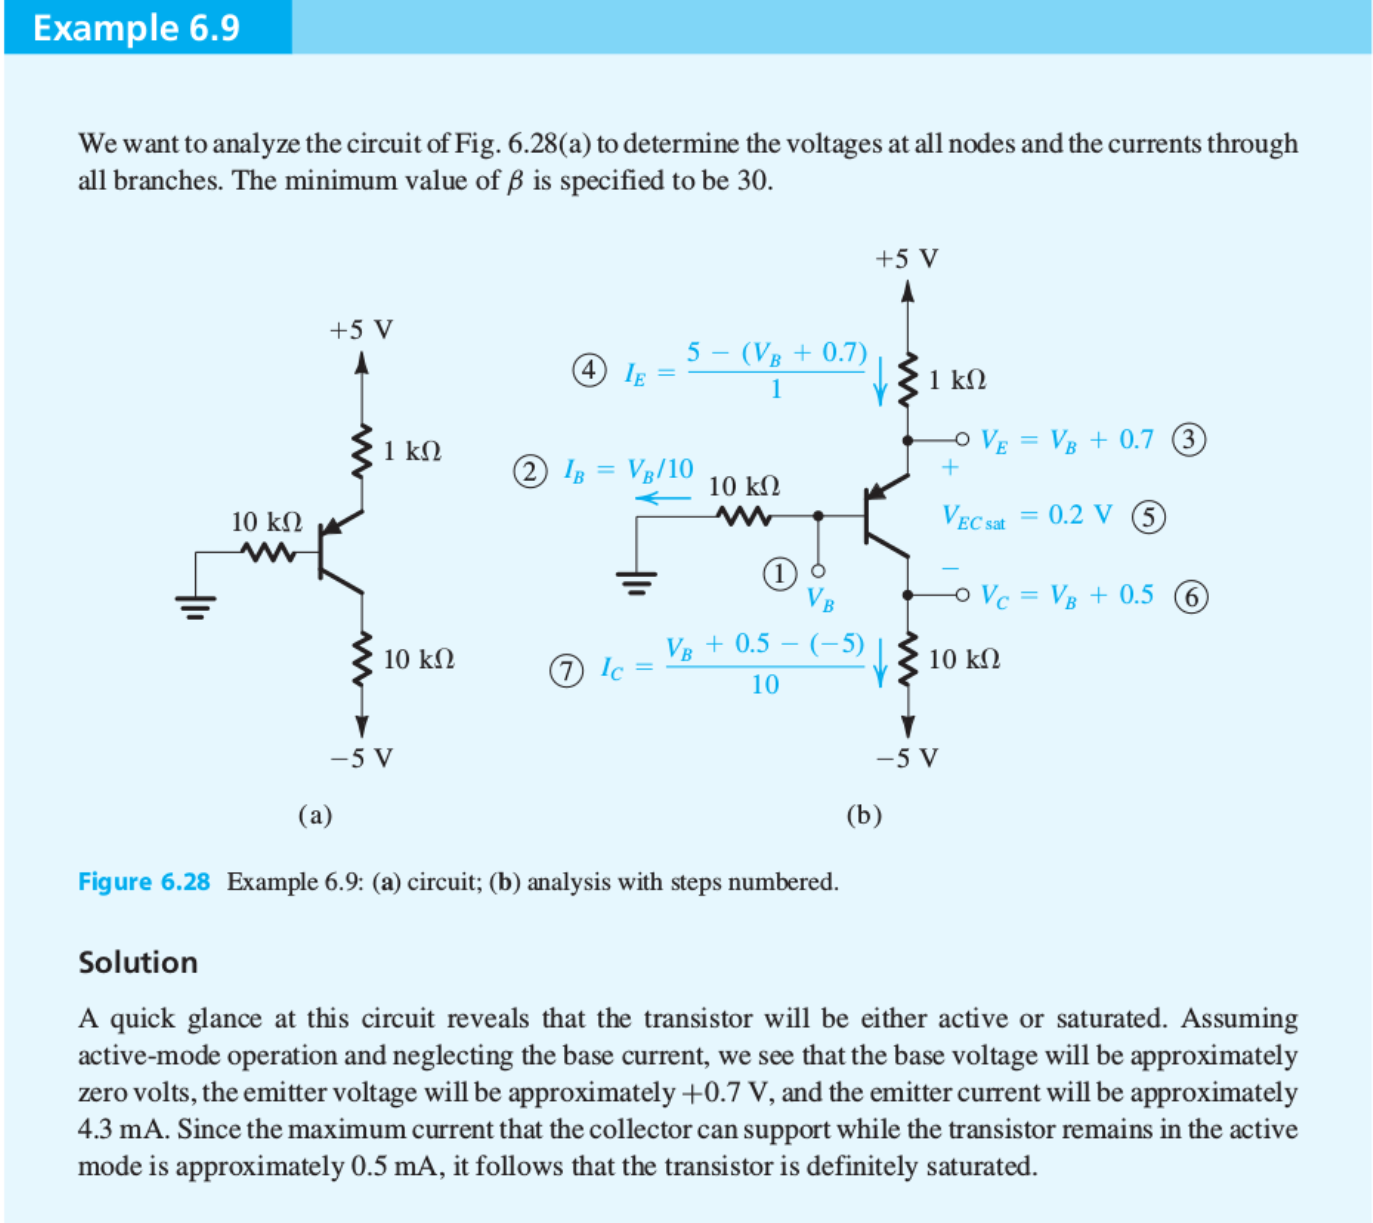 Example 6.9
We want to analyze the circuit of Fig. 6.28(a) to determine the voltages at all nodes and the currents through
all branches. The minimum value of β is specified to be 30.
+5 V
1 kΩ
10 kΩ
10 kΩ
−5 V
(a)
+5 V
④ I_E = (5 − (V_B + 0.7))/1
1 kΩ
V_E = V_B + 0.7 ③
② I_B = V_B/10
10 kΩ
+
V_ECsat = 0.2 V ⑤
−
① V_B
V_C = V_B + 0.5 ⑥
⑦ I_C = (V_B + 0.5 − (−5))/10
10 kΩ
−5 V
(b)
Figure 6.28 Example 6.9: (a) circuit; (b) analysis with steps numbered.
Solution
A quick glance at this circuit reveals that the transistor will be either active or saturated. Assuming
active-mode operation and neglecting the base current, we see that the base voltage will be approximately
zero volts, the emitter voltage will be approximately +0.7 V, and the emitter current will be approximately
4.3 mA. Since the maximum current that the collector can support while the transistor remains in the active
mode is approximately 0.5 mA, it follows that the transistor is definitely saturated.